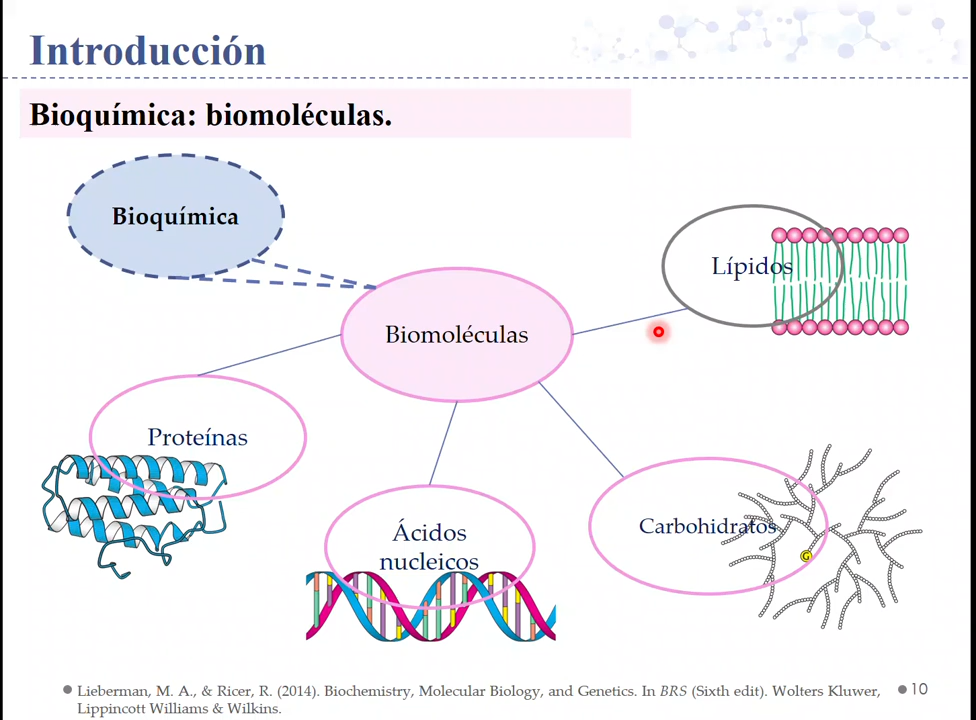 Introducción
Bioquímica: biomoléculas.
Bioquímica
Lípidos
Biomoléculas
Proteínas
Ácidos
nucleicos
Carbohidratos
G
Lieberman, M. A., & Ricer, R. (2014). Biochemistry, Molecular Biology, and Genetics. In BRS (Sixth edit). Wolters Kluwer,
Lippincott Williams & Wilkins.
10